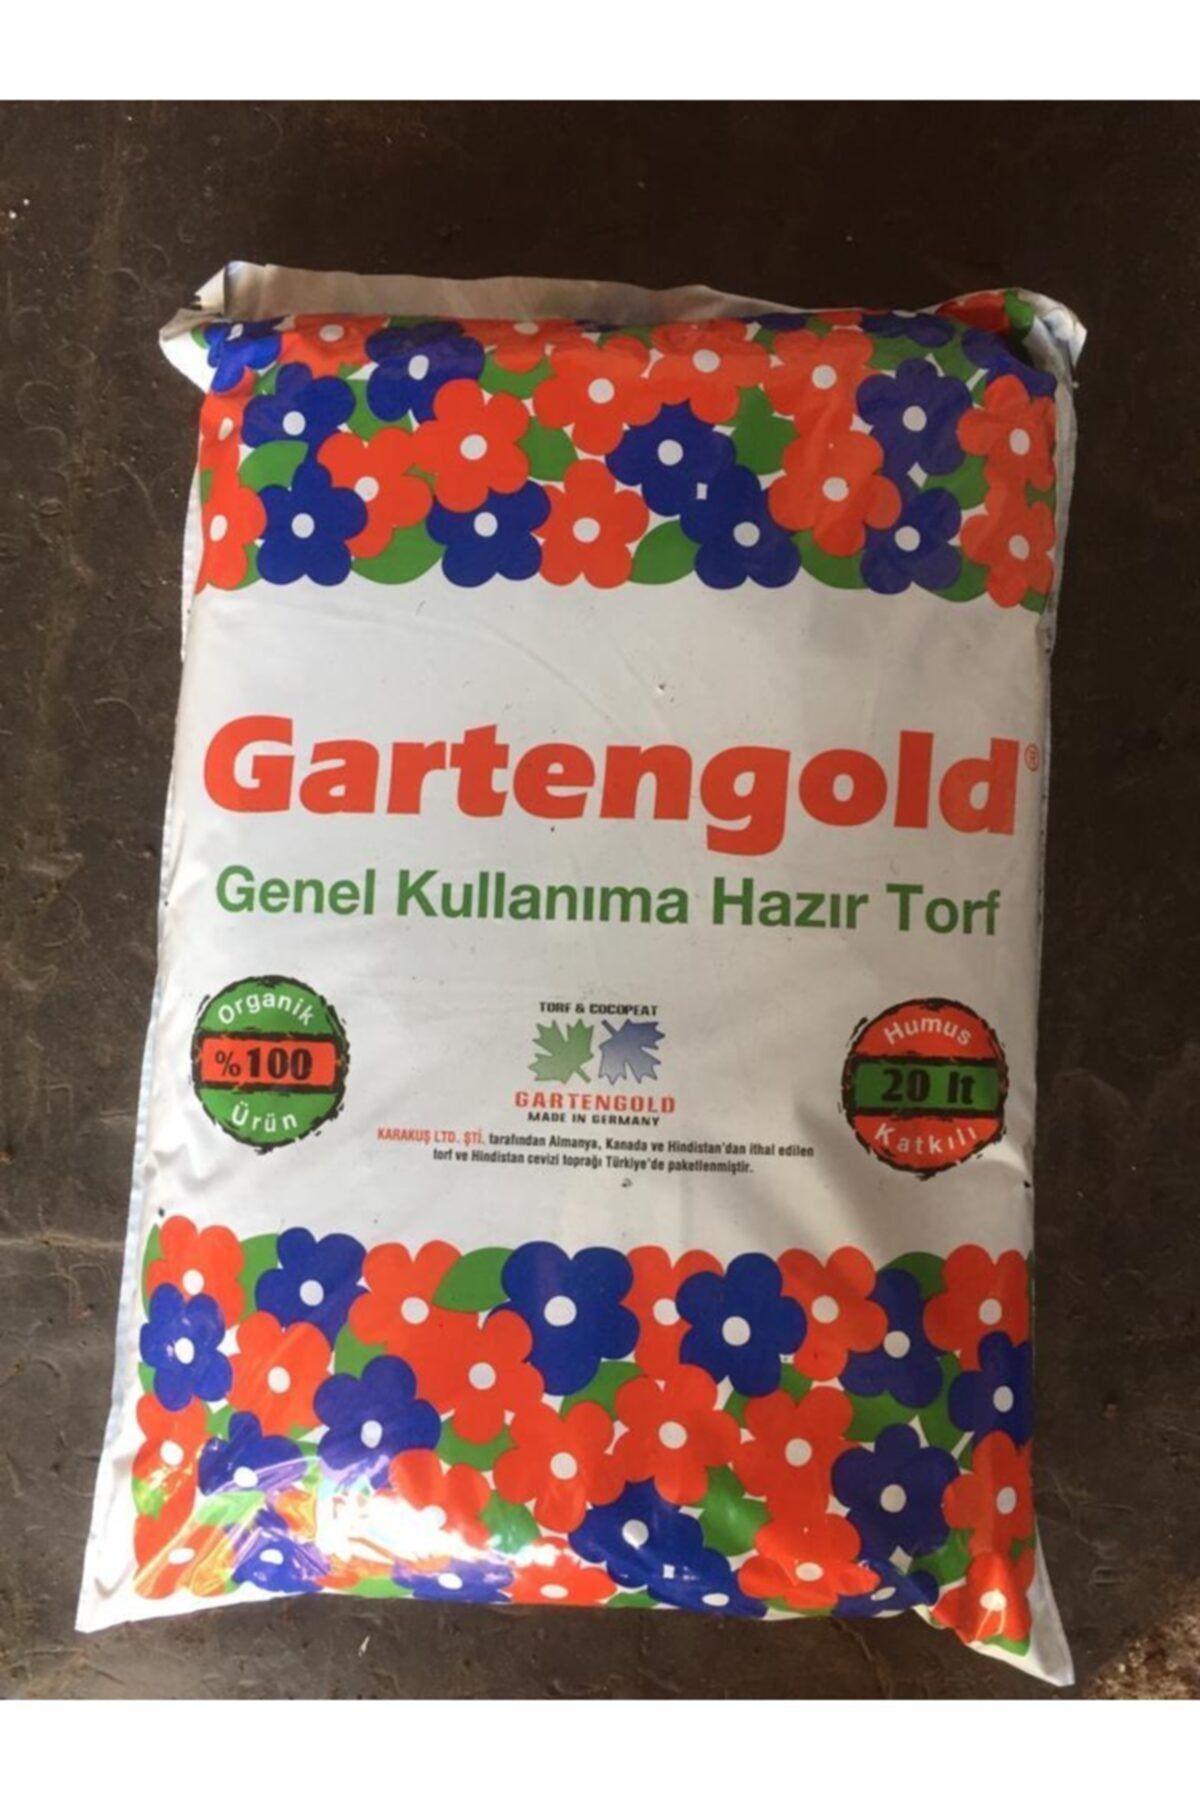 Gartengold®
Genel Kullanıma Hazır Torf
Organik
%100
Ürün
TORF & COCOPEAT
GARTENGOLD
MADE IN GERMANY
Humus
20 lt
Katkılı
KARAKUŞ LTD. ŞTİ. tarafından Almanya, Kanada ve Hindistan'dan ithal edilen
torf ve Hindistan cevizi toprağı Türkiye'de paketlenmiştir.